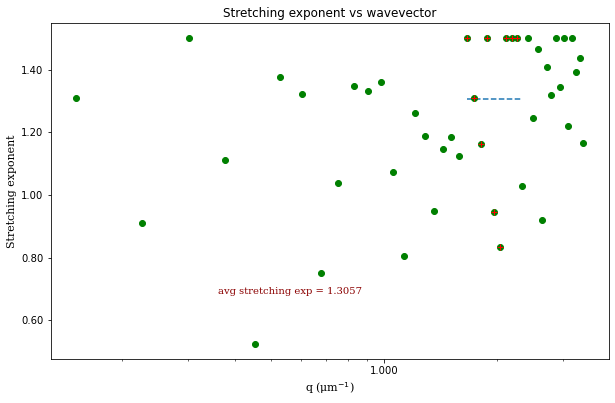 Stretching exponent vs wavevector
1.40
1.20
1.00
0.80
0.60
Stretching exponent
avg stretching exp = 1.3057
1.000
q (μm⁻¹)